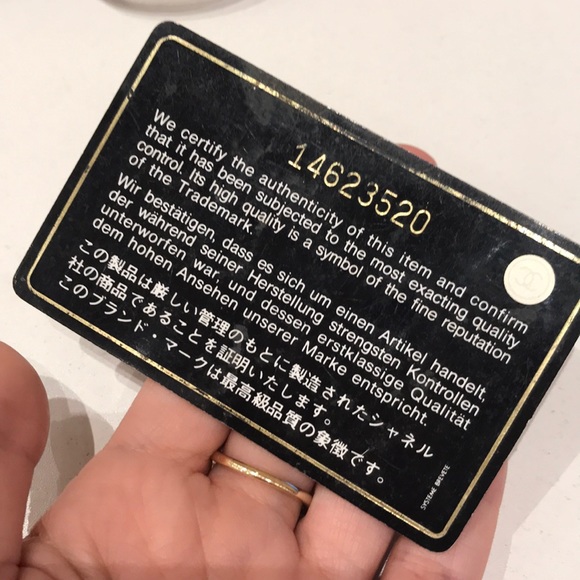 14623520
We certify the authenticity of this item and confirm
that it has been subjected to the most exacting quality
control. Its high quality is a symbol of the fine reputation
of the Trademark.
Wir bestätigen, dass es sich um einen Artikel handelt,
der während seiner Herstellung strengsten Kontrollen
unterworfen war, und dessen erstklassige Qualität
dem hohen Ansehen unserer Marke entspricht.
この製品は厳しい管理のもとに製造されたシャネル
社の商品であることを証明いたします。
このブランド・マークは最高級品質の象徴です。
SYSTEME BREVETE